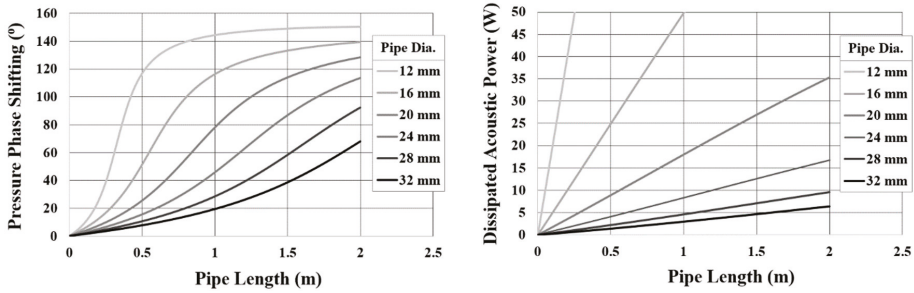 Pressure Phase Shifting (º)
160
140
120
100
80
60
40
20
0
0 0.5 1 1.5 2 2.5
Pipe Length (m)
Pipe Dia.
12 mm
16 mm
20 mm
24 mm
28 mm
32 mm
Dissipated Acoustic Power (W)
50
45
40
35
30
25
20
15
10
5
0
0 0.5 1 1.5 2 2.5
Pipe Length (m)
Pipe Dia.
12 mm
16 mm
20 mm
24 mm
28 mm
32 mm